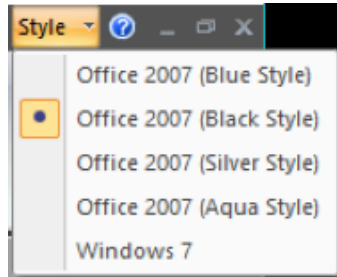 Style
Office 2007 (Blue Style)
Office 2007 (Black Style)
Office 2007 (Silver Style)
Office 2007 (Aqua Style)
Windows 7